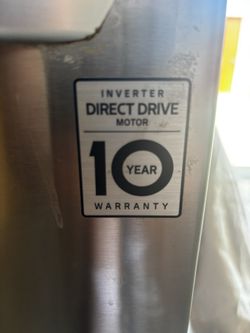 INVERTER
DIRECT DRIVE
MOTOR
10 YEAR
WARRANTY